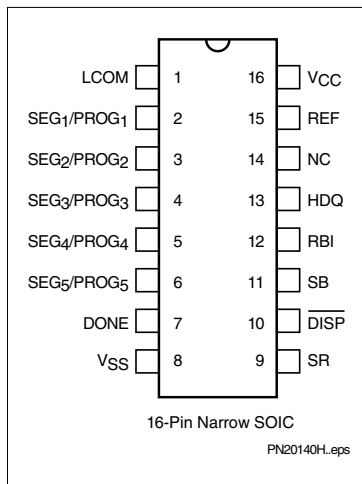 LCOM 1 16 VCC
SEG1/PROG1 2 15 REF
SEG2/PROG2 3 14 NC
SEG3/PROG3 4 13 HDQ
SEG4/PROG4 5 12 RBI
SEG5/PROG5 6 11 SB
DONE 7 10 DISP
VSS 8 9 SR
16-Pin Narrow SOIC
PN20140H..eps